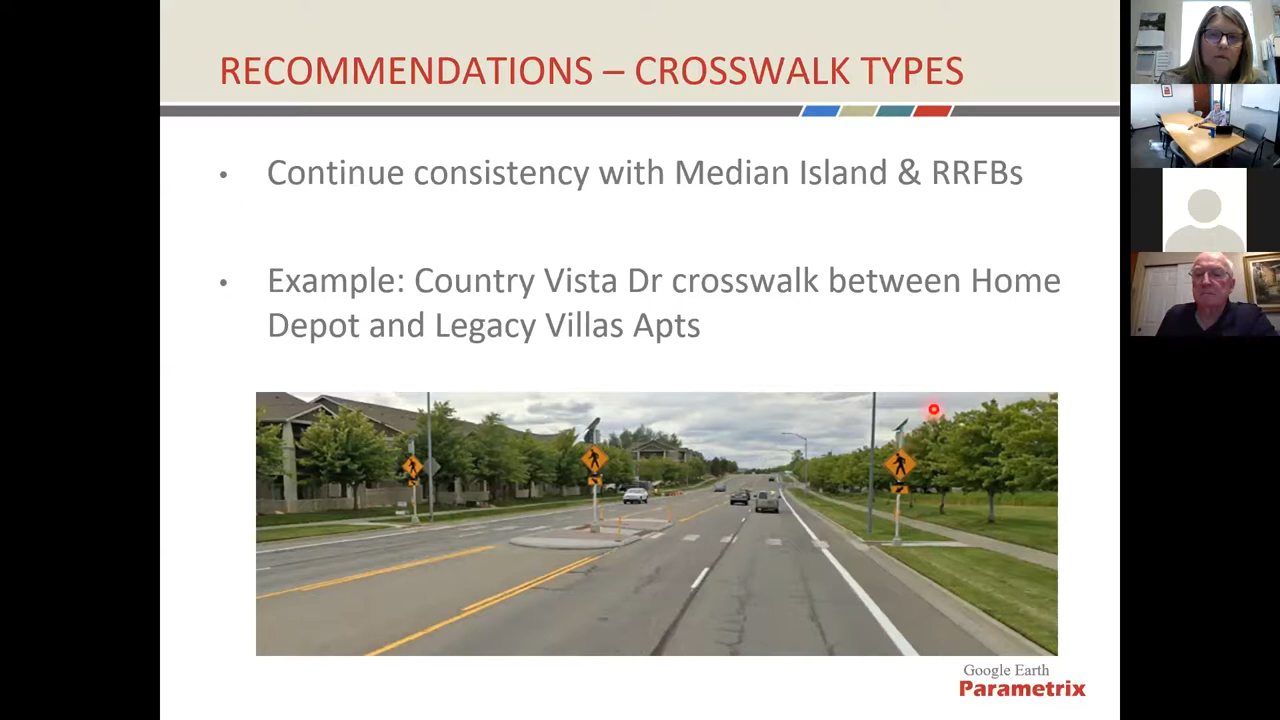 RECOMMENDATIONS – CROSSWALK TYPES
• Continue consistency with Median Island & RRFBs
• Example: Country Vista Dr crosswalk between Home
Depot and Legacy Villas Apts
Google Earth
Parametrix